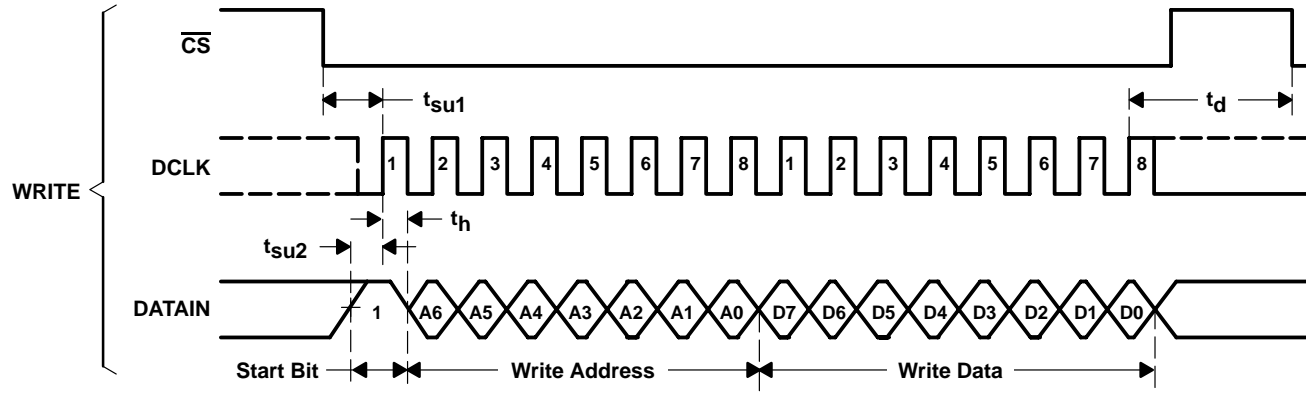 CS
t_su1
t_d
DCLK
1 2 3 4 5 6 7 8 1 2 3 4 5 6 7 8
WRITE
t_h
t_su2
DATAIN
1 A6 A5 A4 A3 A2 A1 A0 D7 D6 D5 D4 D3 D2 D1 D0
Start Bit Write Address Write Data